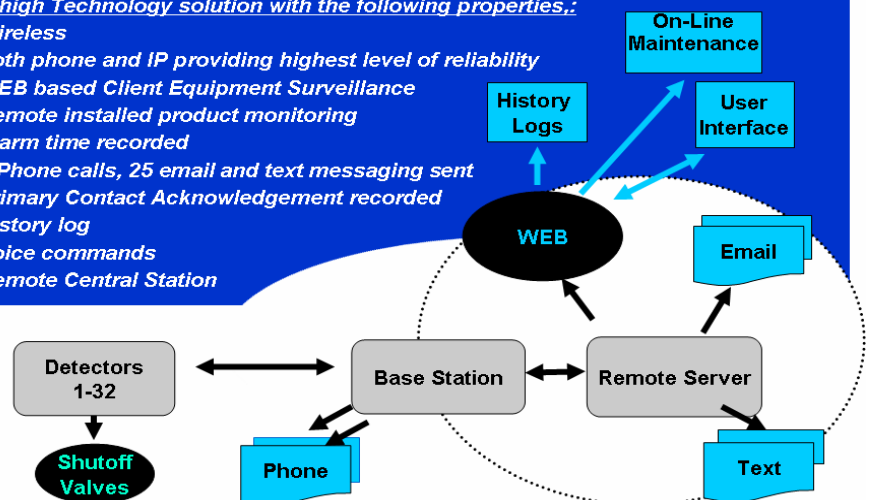 high Technology solution with the following properties,:
ireless
oth phone and IP providing highest level of reliability
EB based Client Equipment Surveillance
emote installed product monitoring
arm time recorded
Phone calls, 25 email and text messaging sent
rimary Contact Acknowledgement recorded
story log
oice commands
emote Central Station
On-Line
Maintenance
History
Logs
User
Interface
WEB
Email
Detectors
1-32
Base Station
Remote Server
Shutoff
Valves
Phone
Text